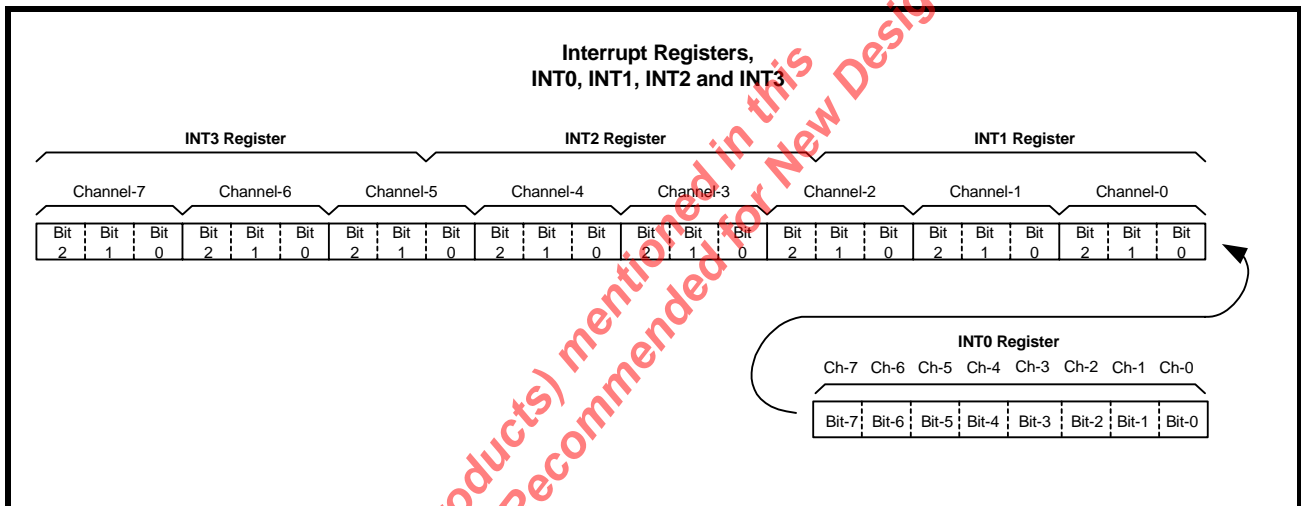 Interrupt Registers,
INT0, INT1, INT2 and INT3
INT3 Register INT2 Register INT1 Register
Channel-7 Channel-6 Channel-5 Channel-4 Channel-3 Channel-2 Channel-1 Channel-0
Bit Bit Bit Bit Bit Bit Bit Bit Bit Bit Bit Bit Bit Bit Bit Bit Bit Bit Bit Bit Bit Bit Bit Bit
2 1 0 2 1 0 2 1 0 2 1 0 2 1 0 2 1 0 2 1 0 2 1 0
INT0 Register
Ch-7 Ch-6 Ch-5 Ch-4 Ch-3 Ch-2 Ch-1 Ch-0
Bit-7 Bit-6 Bit-5 Bit-4 Bit-3 Bit-2 Bit-1 Bit-0
oducts) mentioned in this
Recommended for New Desig